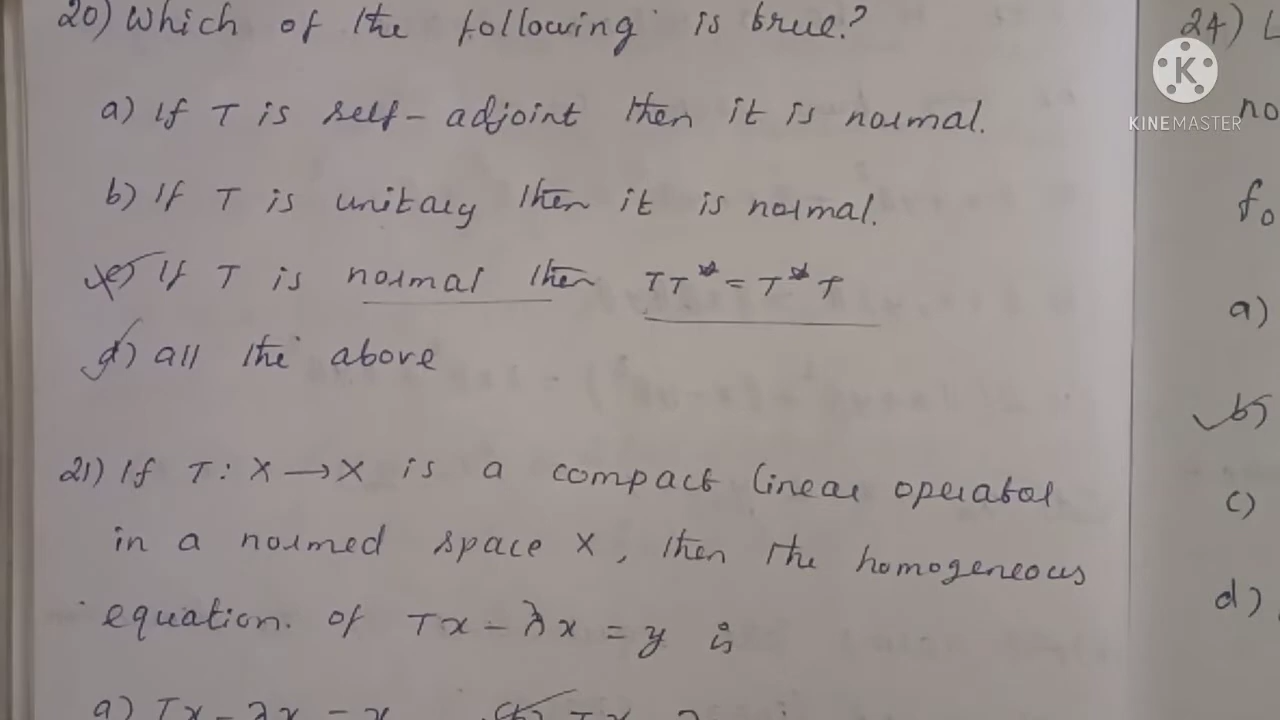 20) Which of the following is true?
a) If T is self-adjoint then it is normal.
b) If T is unitary then it is normal.
c) If T is normal then TT* = T*T
d) all the above
21) If T: X → X is a compact linear operator
in a normed space X, then the homogeneous
equation. of Tx - λx = y is
a) Tx - λx = x
24) L
no
fo
a)
b)
c)
d)
KINEMASTER